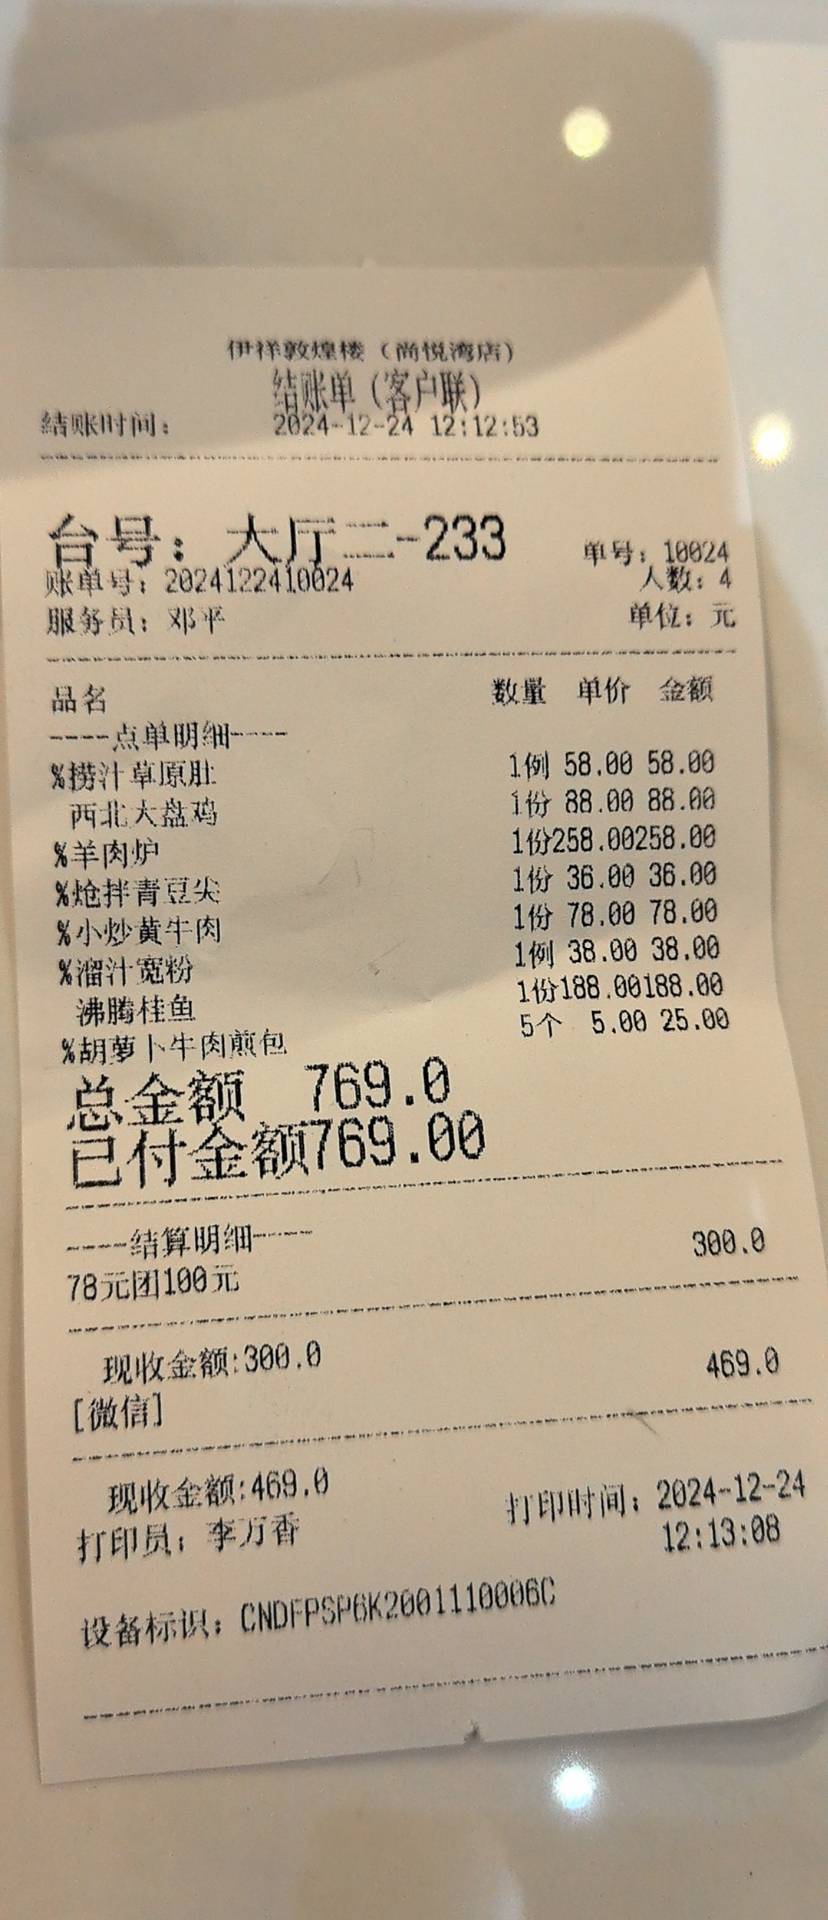 伊祥敦煌楼（尚悦湾店）
结账单（客户联）
结账时间： 2024-12-24 12:12:53
台号：大厅二-233 单号：10024
账单号：2024122410024 人数：4
服务员：邓平 单位：元
品名 数量 单价 金额
----点单明细----
%捞汁草原肚 1例 58.00 58.00
西北大盘鸡 1份 88.00 88.00
%羊肉炉 1份258.00258.00
%炝拌青豆尖 1份 36.00 36.00
%小炒黄牛肉 1份 78.00 78.00
%溜汁宽粉 1例 38.00 38.00
沸腾桂鱼 1份188.00188.00
%胡萝卜牛肉煎包 5个 5.00 25.00
总金额 769.0
已付金额769.00
----结算明细----
78元团100元 300.0
现收金额:300.0
[微信] 469.0
现收金额:469.0
打印员：李万香 打印时间：2024-12-24
12:13:08
设备标识：CNDFPSP6K2001110006C